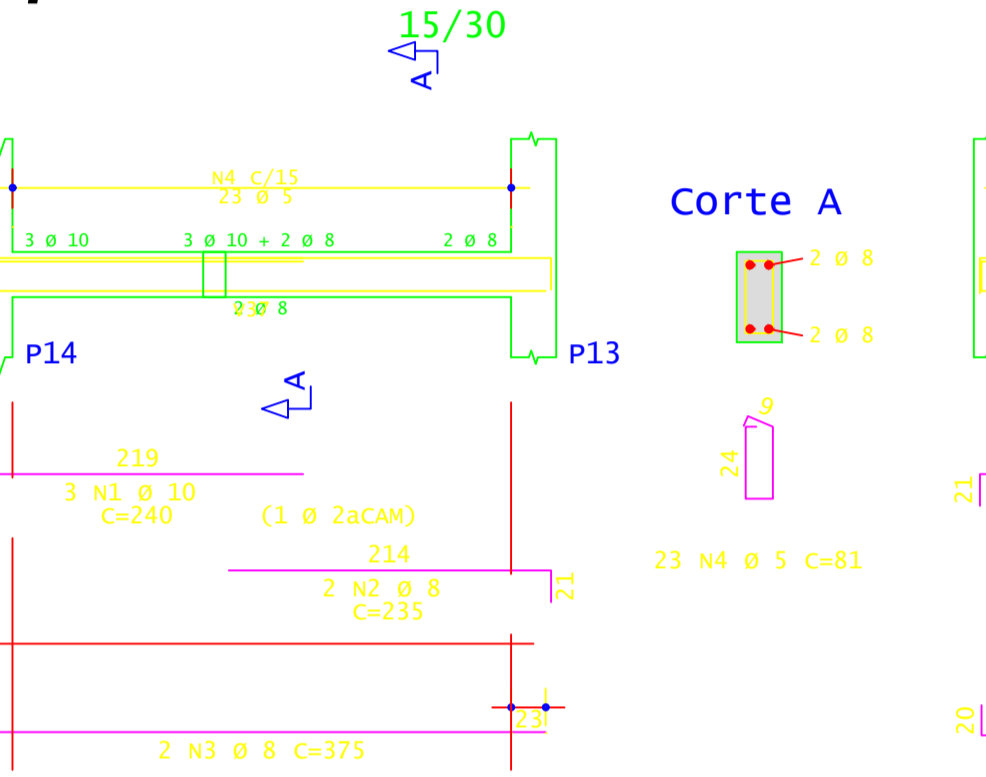 15/30
A
N4 C/15
23 Ø 5
Corte A
3 Ø 10
3 Ø 10 + 2 Ø 8
2 Ø 8
2 Ø 8
2 Ø 8
V37
2 Ø 8
P14
P13
A
9
219
24
21
3 N1 Ø 10
C=240
(1 Ø 2aCAM)
214
23 N4 Ø 5 C=81
2 N2 Ø 8
21
C=235
23
20
2 N3 Ø 8 C=375